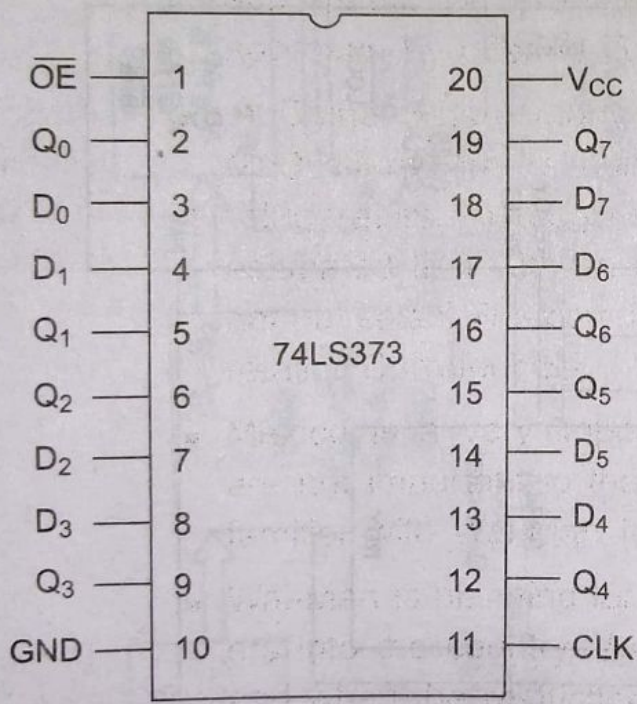 O͞E͞ 1 20 V_CC
Q₀ 2 19 Q₇
D₀ 3 18 D₇
D₁ 4 17 D₆
Q₁ 5 16 Q₆
74LS373
Q₂ 6 15 Q₅
D₂ 7 14 D₅
D₃ 8 13 D₄
Q₃ 9 12 Q₄
GND 10 11 CLK